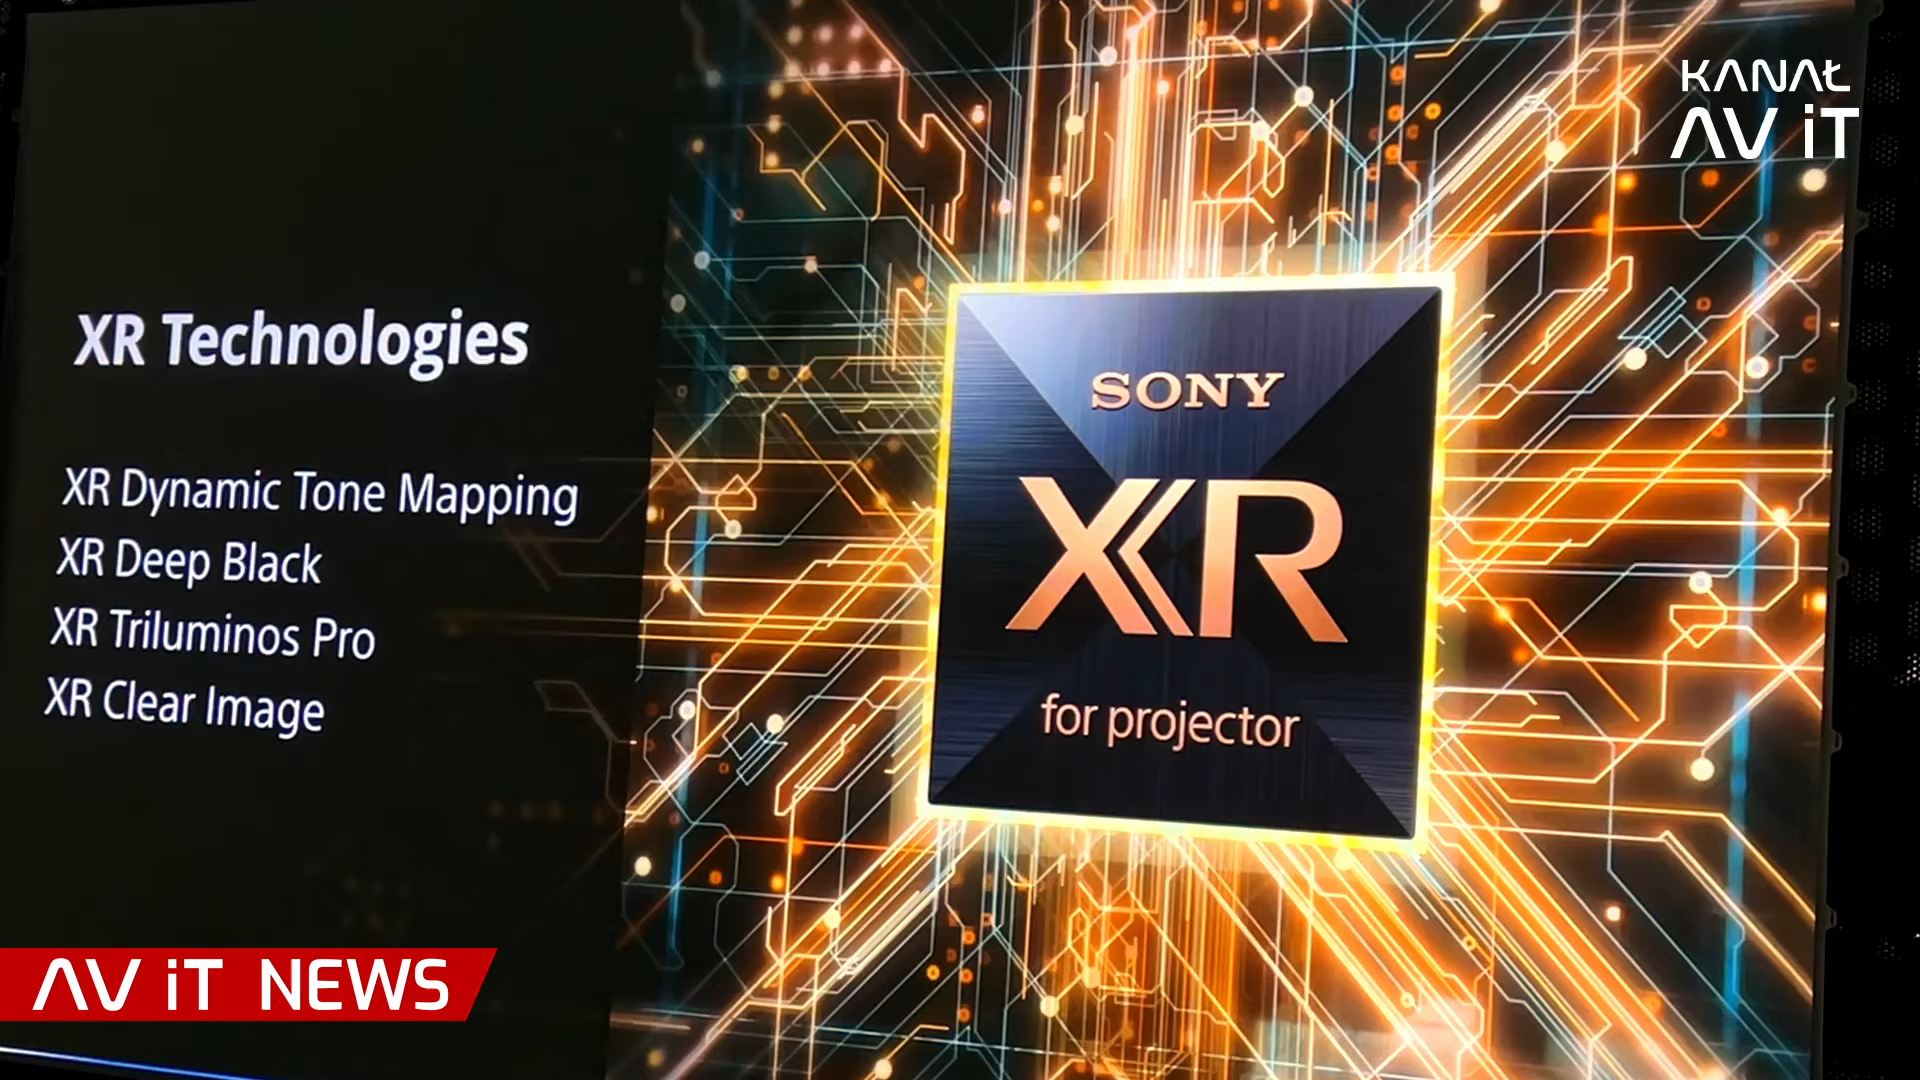 KANAŁ
AV iT
XR Technologies
XR Dynamic Tone Mapping
XR Deep Black
XR Triluminos Pro
XR Clear Image
SONY
XR
for projector
AV iT NEWS